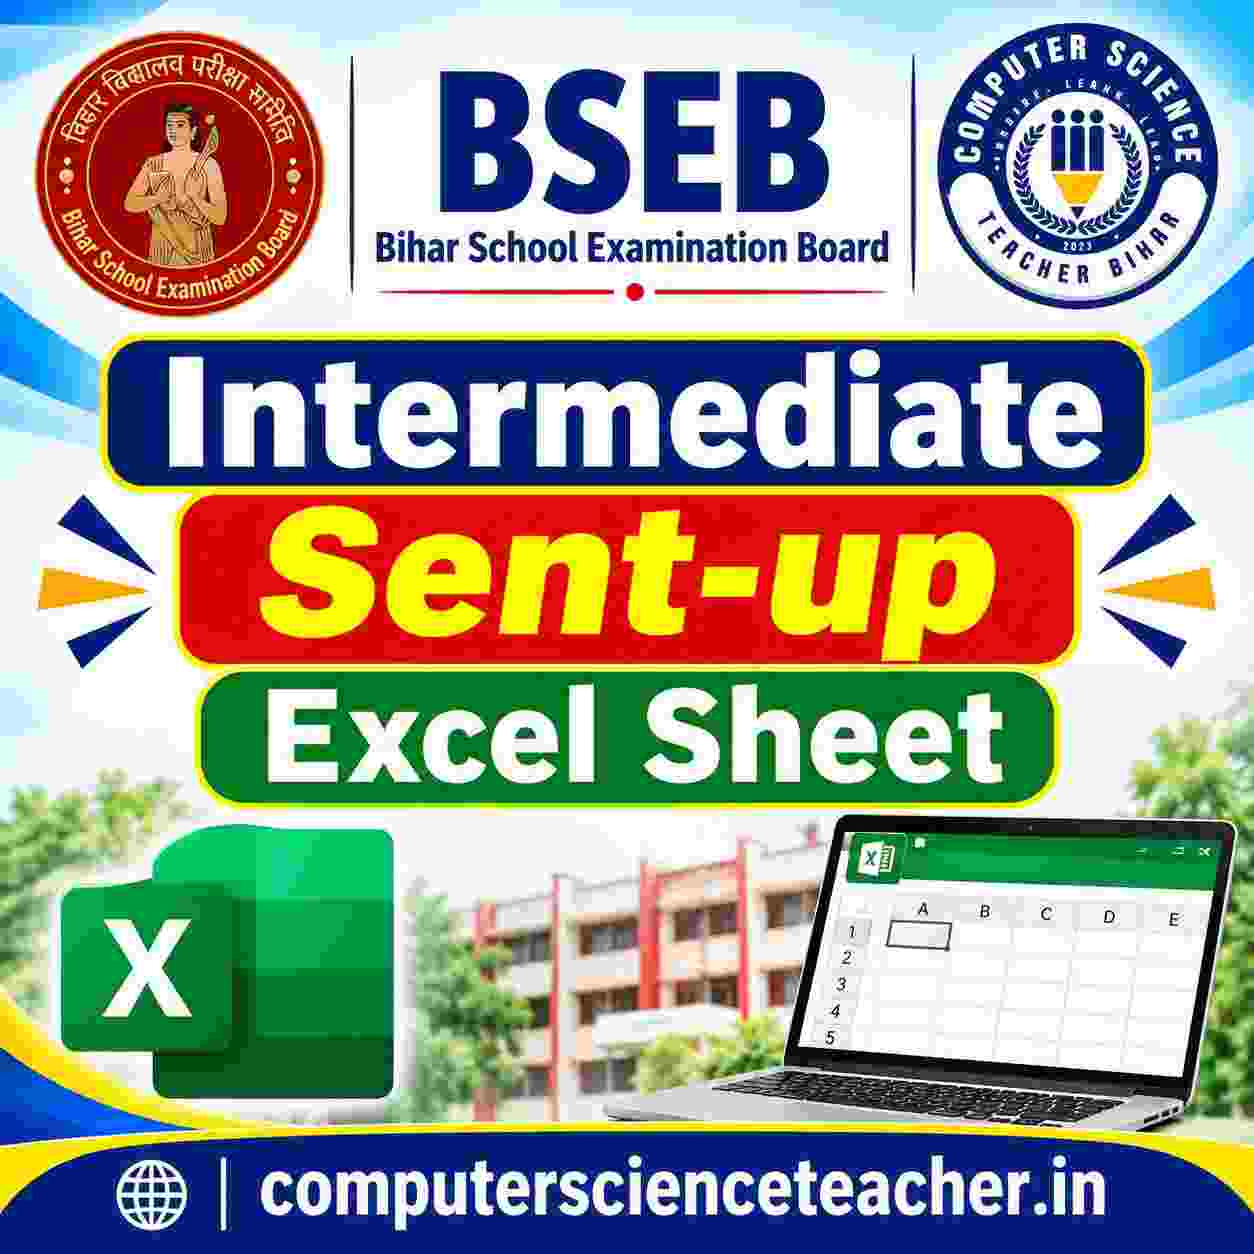 बिहार विद्यालय परीक्षा समिति
Bihar School Examination Board
BSEB
Bihar School Examination Board
COMPUTER SCIENCE
LEARN.
2023
TEACHER BIHAR
Intermediate
Sent-up
Excel Sheet
X
X
A B C D E
1
2
3
4
5
computerscienceteacher.in